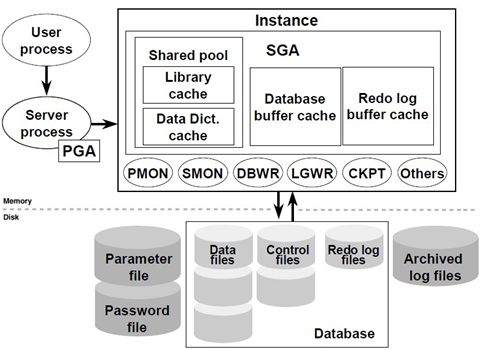 Instance
User
process
Server
process
PGA
SGA
Shared pool
Library
cache
Data Dict.
cache
Database
buffer cache
Redo log
buffer cache
PMON
SMON
DBWR
LGWR
CKPT
Others
Memory
Disk
Parameter
file
Password
file
Data
files
Control
files
Redo log
files
Database
Archived
log files